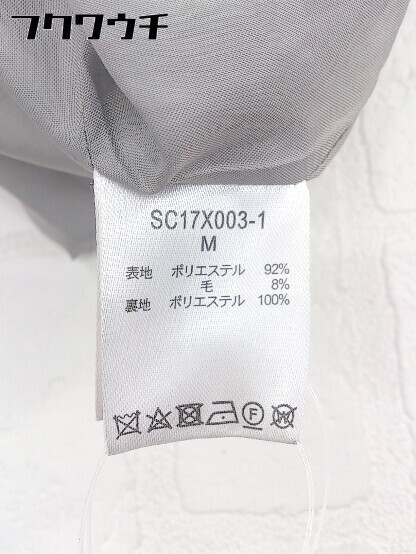 フクウウチ
SC17X003-1
M
表地 ポリエステル 92%
毛 8%
裏地 ポリエステル 100%
F
W